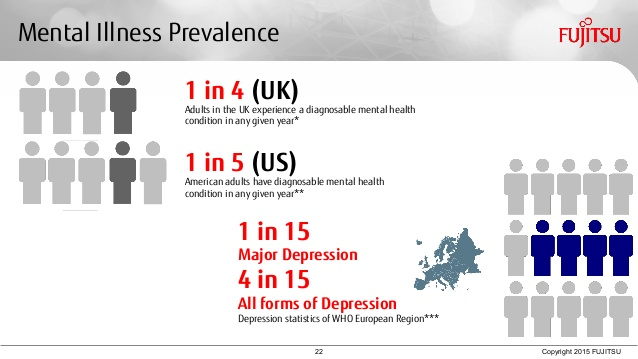 Mental Illness Prevalence
FUJITSU
1 in 4 (UK)
Adults in the UK experience a diagnosable mental health
condition in any given year*
1 in 5 (US)
American adults have diagnosable mental health
condition in any given year**
1 in 15
Major Depression
4 in 15
All forms of Depression
Depression statistics of WHO European Region***
22
Copyright 2015 FUJITSU